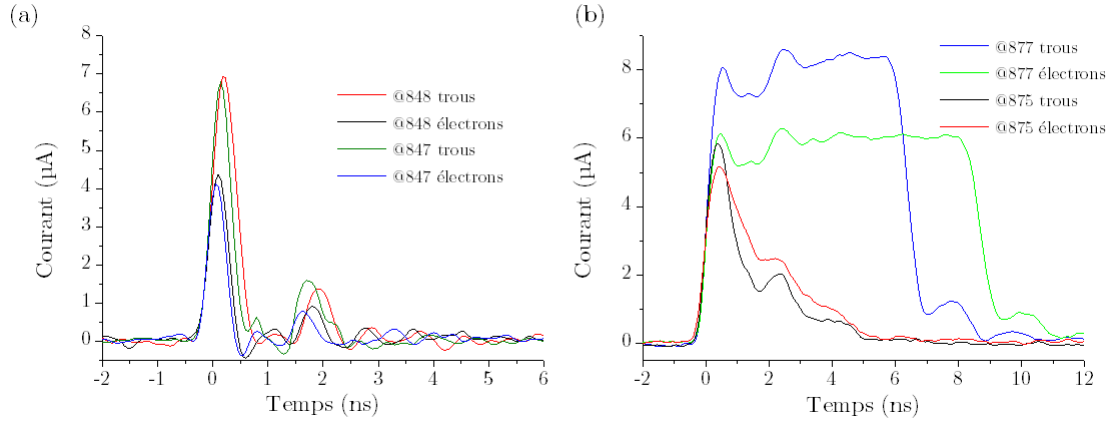 (a)
8
7
6
5
4
3
2
1
0
Courant (µA)
@848 trous
@848 électrons
@847 trous
@847 électrons
-2 -1 0 1 2 3 4 5 6
Temps (ns)
(b)
8
6
4
2
0
Courant (µA)
@877 trous
@877 électrons
@875 trous
@875 électrons
-2 0 2 4 6 8 10 12
Temps (ns)